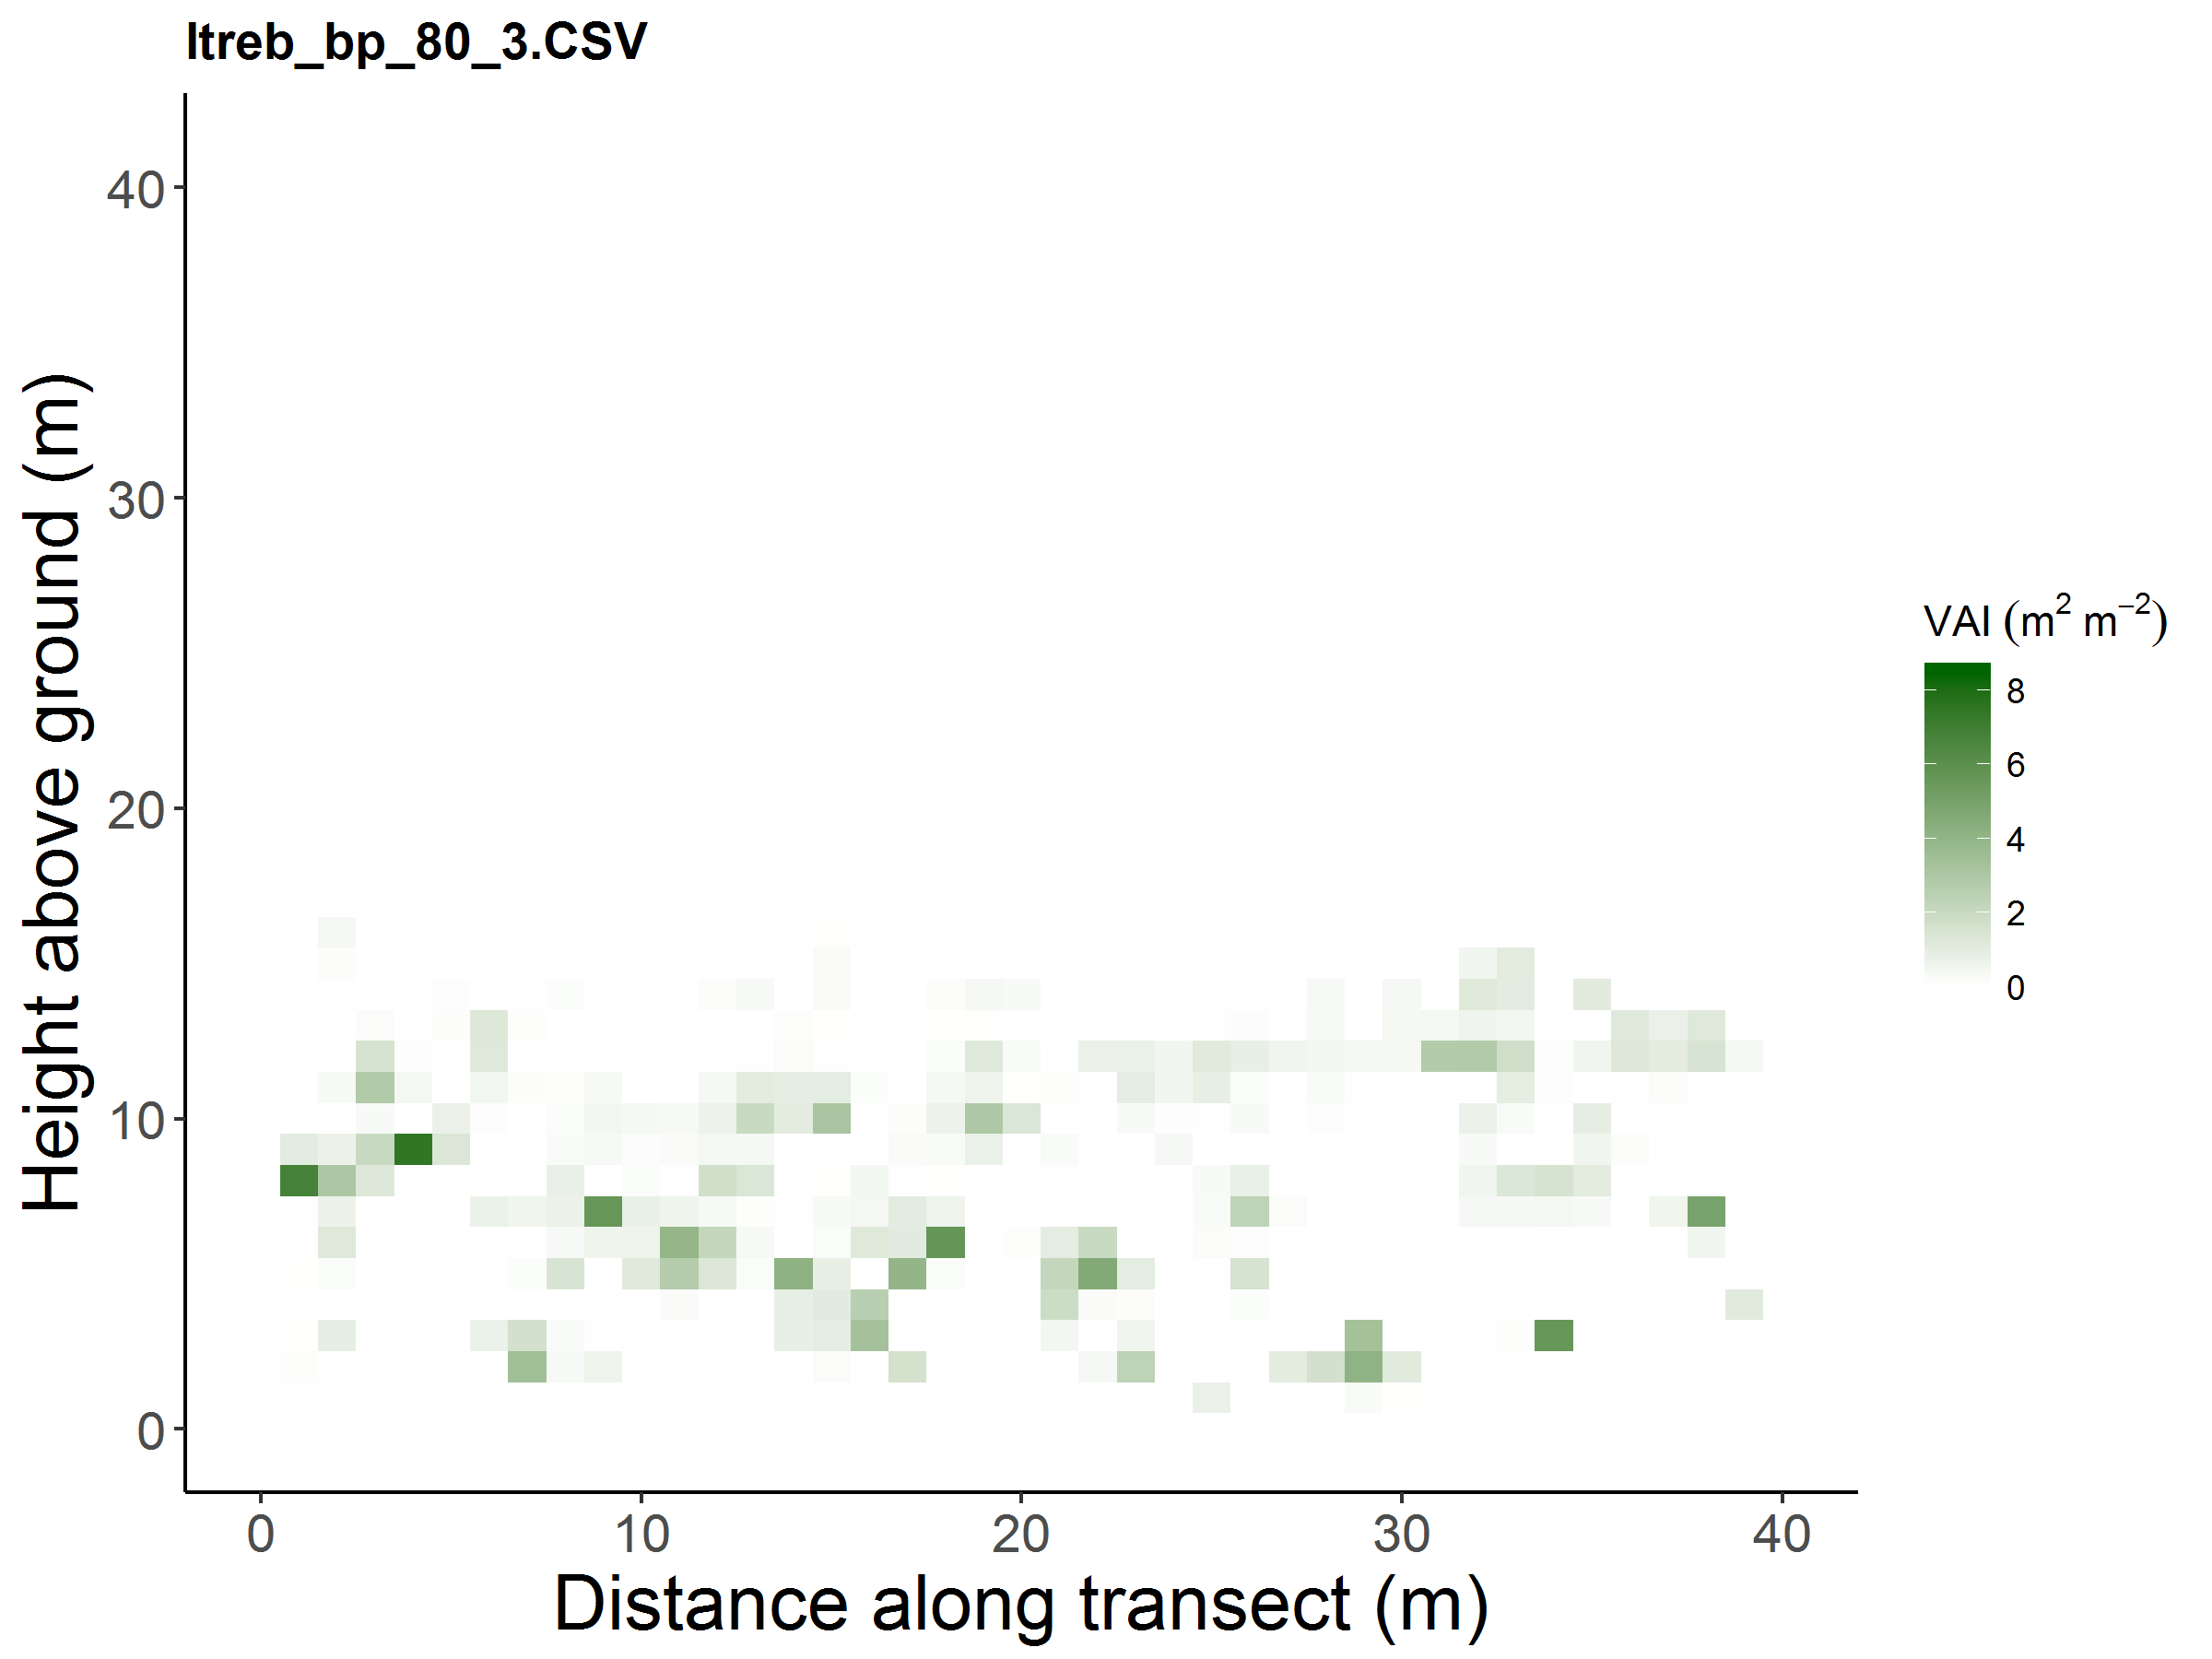 ltreb_bp_80_3.CSV
Height above ground (m)
40
30
20
10
0
0 10 20 30 40
Distance along transect (m)
VAI (m² m⁻²)
8
6
4
2
0